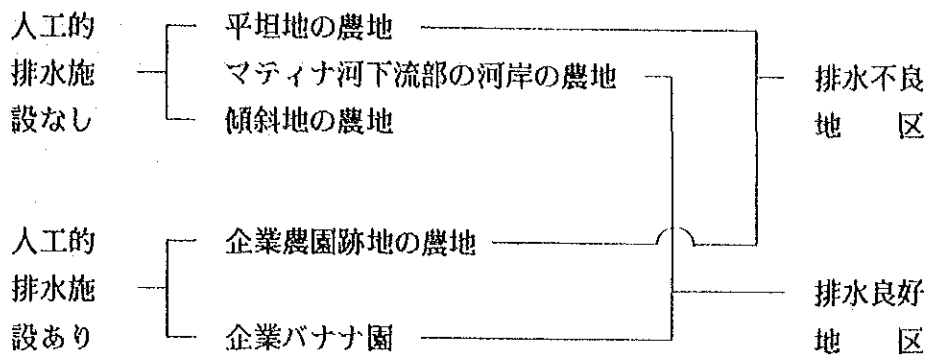 人工的 平坦地の農地
排水施 マティナ河下流部の河岸の農地 排水不良
設なし 傾斜地の農地 地 区
人工的 企業農園跡地の農地
排水施 排水良好
設あり 企業バナナ園 地 区